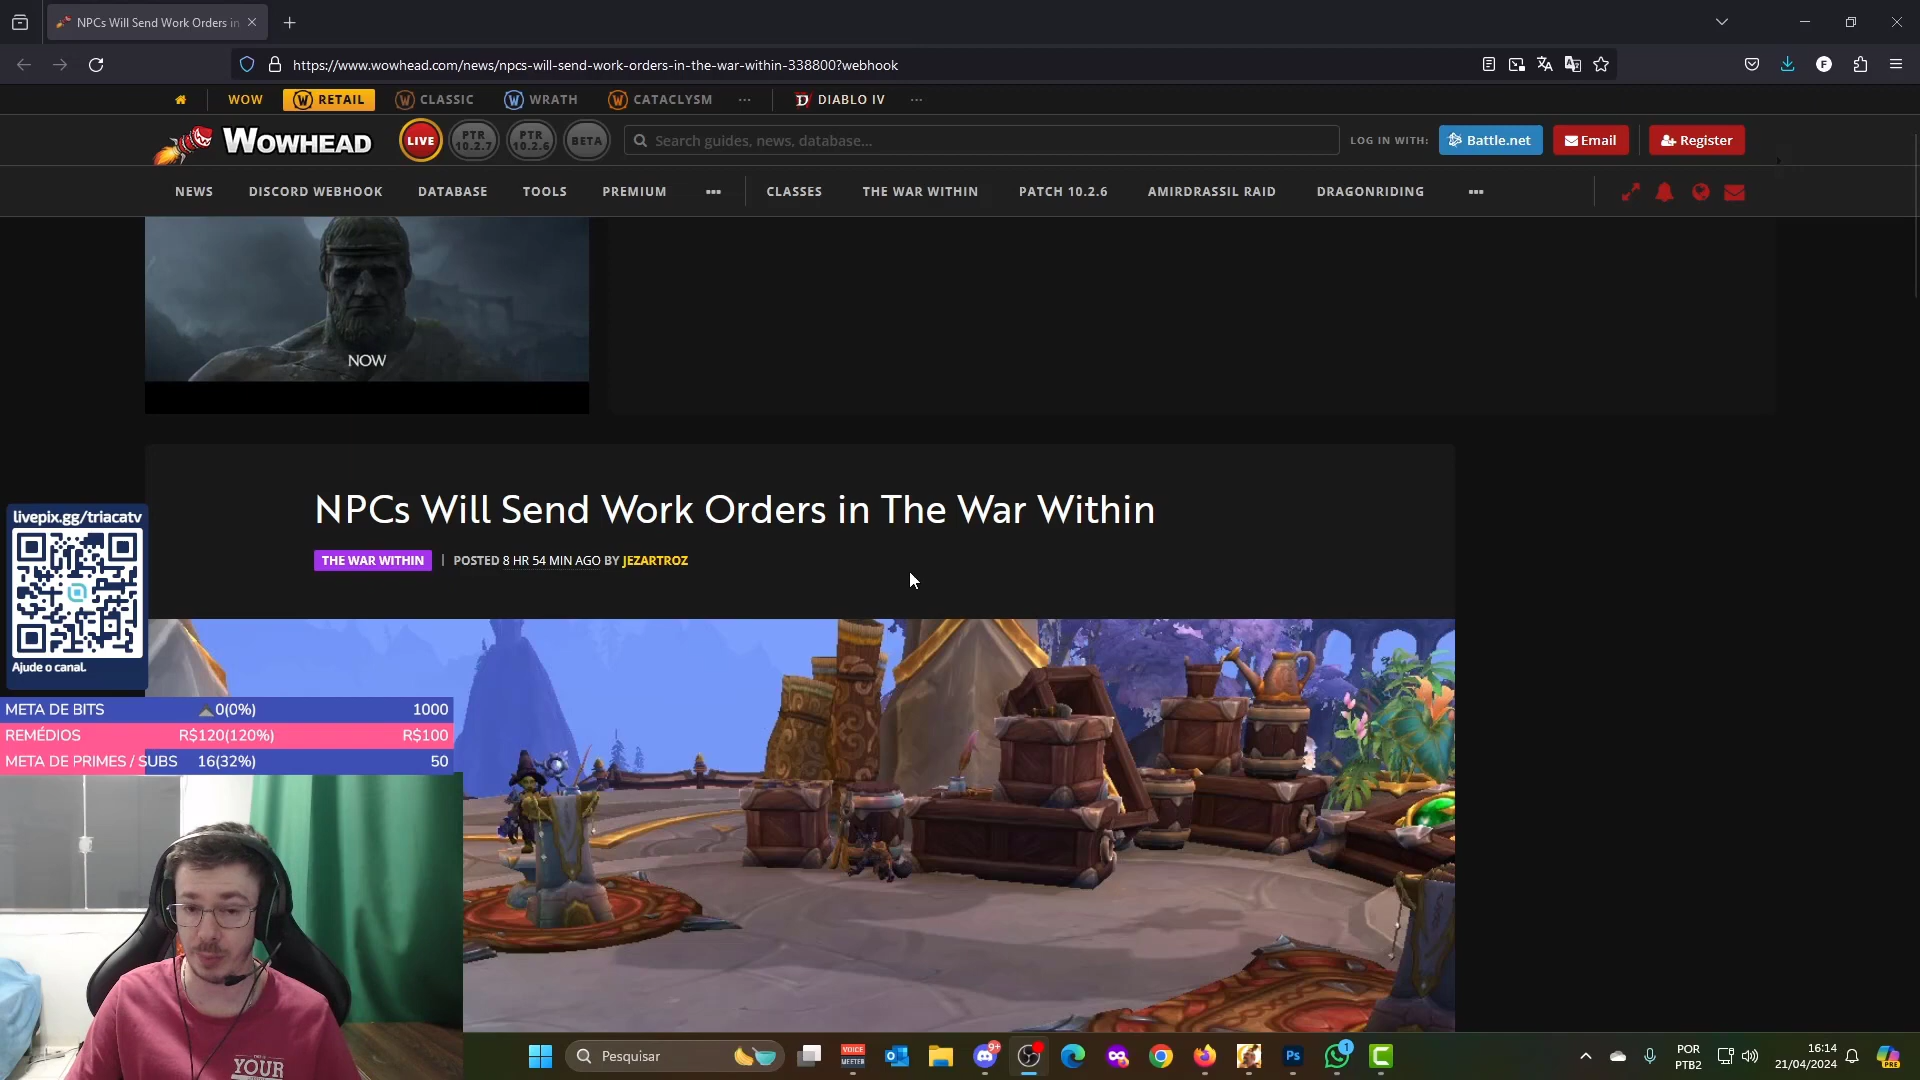 NPCs Will Send Work Orders in
https://www.wowhead.com/news/npcs-will-send-work-orders-in-the-war-within-338800?webhook
WOW
RETAIL
CLASSIC
WRATH
CATACLYSM
DIABLO IV
WOWHEAD
LIVE
PTR
10.2.7
PTR
10.2.6
BETA
Search guides, news, database...
LOG IN WITH:
Battle.net
Email
Register
NEWS
DISCORD WEBHOOK
DATABASE
TOOLS
PREMIUM
CLASSES
THE WAR WITHIN
PATCH 10.2.6
AMIRDRASSIL RAID
DRAGONRIDING
NOW
NPCs Will Send Work Orders in The War Within
THE WAR WITHIN | POSTED 8 HR 54 MIN AGO BY JEZARTROZ
livepix.gg/triacatv
Ajude o canal.
META DE BITS 0(0%) 1000
REMÉDIOS R$120(120%) R$100
META DE PRIMES / SUBS 16(32%) 50
YOUR
Pesquisar
VOICE
MEETER
9+
Ps
1
POR
PTB2
16:14
21/04/2024
PRE